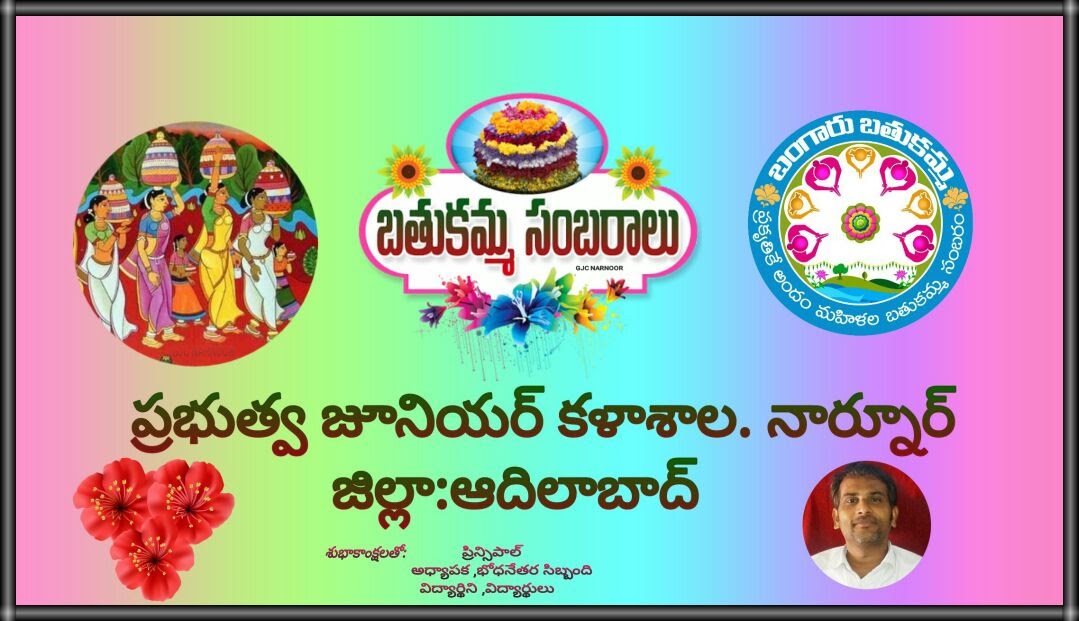 బతుకమ్మ సంబరాలు
GJC NARNOOR
బంగారు బతుకమ్మ
ప్రకృతికే అందం మహిళల బతుకమ్మ సంబరం
ప్రభుత్వ జూనియర్ కళాశాల. నార్నూర్
జిల్లా:ఆదిలాబాద్
శుభాకాంక్షలతో: ప్రిన్సిపాల్
అధ్యాపక ,భోధనేతర సిబ్బంది
విద్యార్థిని ,విద్యార్థులు